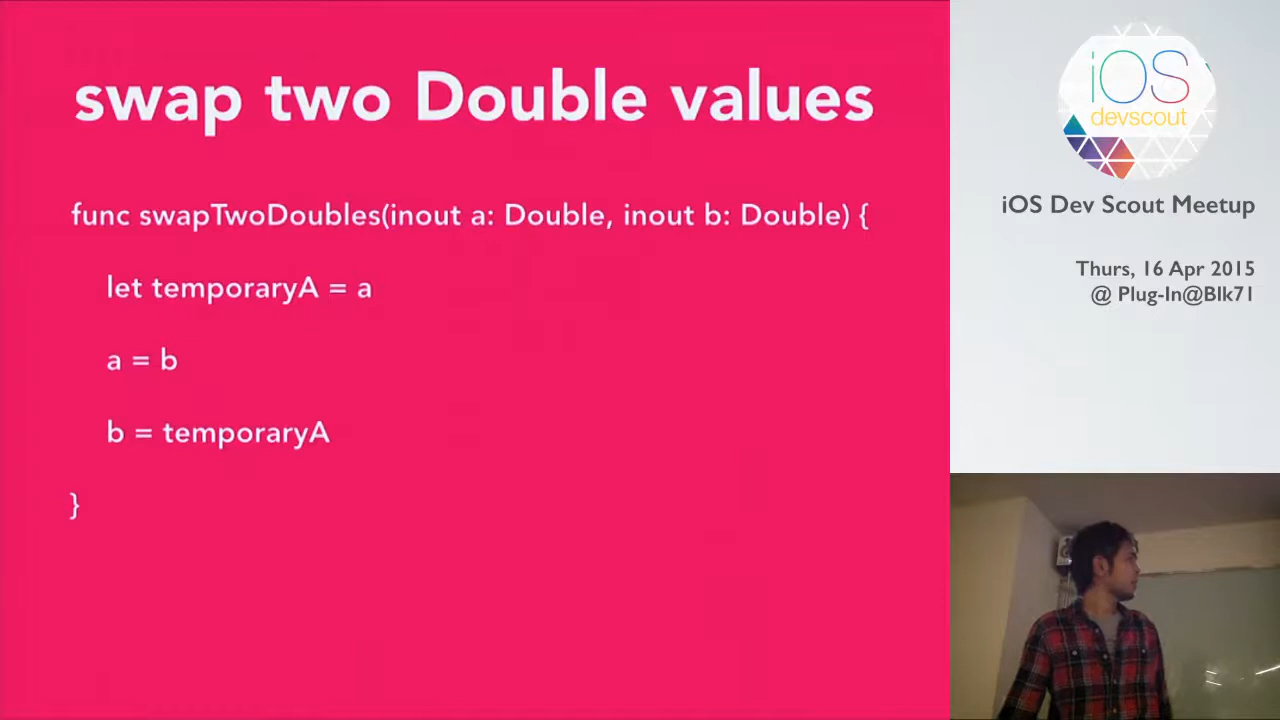 swap two Double values
func swapTwoDoubles(inout a: Double, inout b: Double) {
let temporaryA = a
a = b
b = temporaryA
}
iOS
devscout
iOS Dev Scout Meetup
Thurs, 16 Apr 2015
@ Plug-In@Blk71